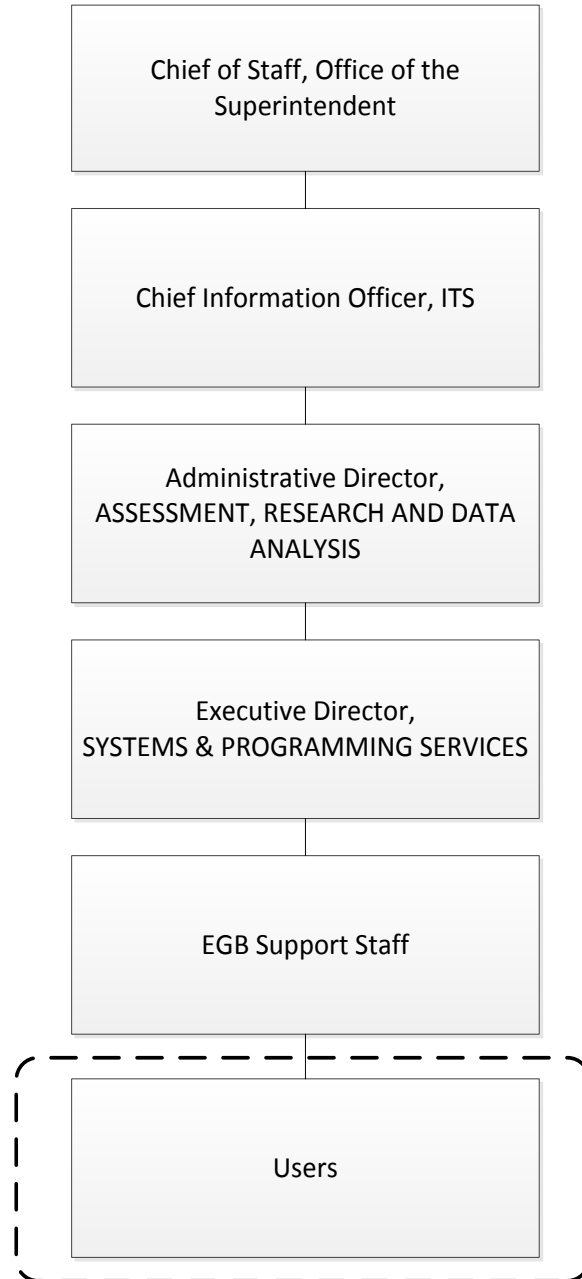 Chief of Staff, Office of the
Superintendent
Chief Information Officer, ITS
Administrative Director,
ASSESSMENT, RESEARCH AND DATA
ANALYSIS
Executive Director,
SYSTEMS & PROGRAMMING SERVICES
EGB Support Staff
Users